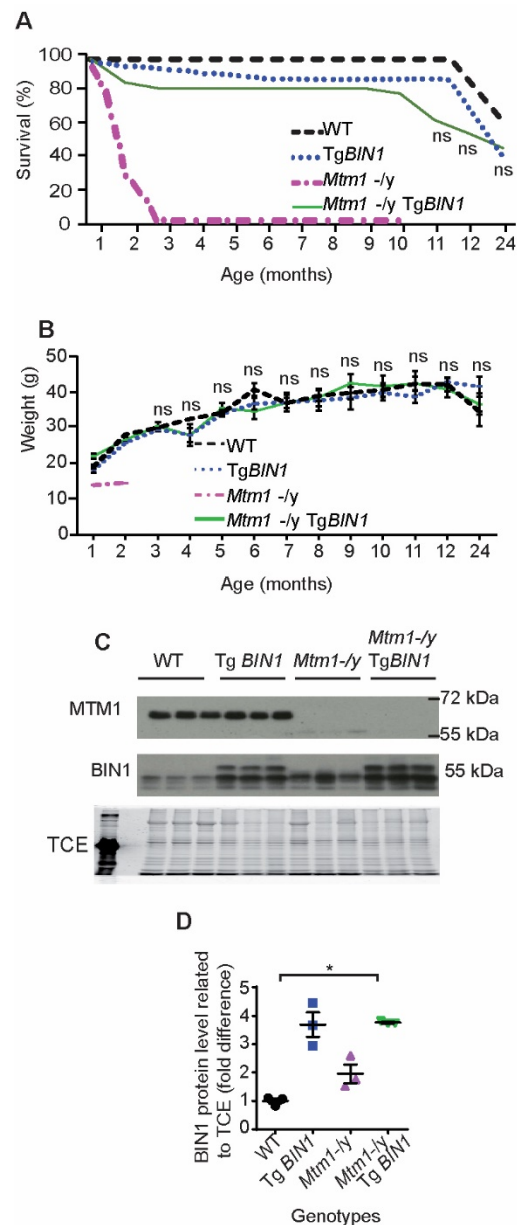 A
Survival (%)
100
80
60
40
20
0
WT
TgBIN1
Mtm1 -/y
Mtm1 -/y TgBIN1
ns
ns
ns
1 2 3 4 5 6 7 8 9 10 11 12 24
Age (months)
B
Weight (g)
50
40
30
20
10
0
ns ns ns ns ns ns ns ns ns ns ns
WT
TgBIN1
Mtm1 -/y
Mtm1 -/y TgBIN1
1 2 3 4 5 6 7 8 9 10 11 12 24
Age (months)
C
WT Tg BIN1 Mtm1-/y Mtm1-/y
TgBIN1
MTM1
72 kDa
55 kDa
BIN1
55 kDa
TCE
D
BIN1 protein level related
to TCE (fold difference)
5
4
3
2
1
0
*
WT
Tg BIN1
Mtm1-/y
Mtm1-/y
Tg BIN1
Genotypes